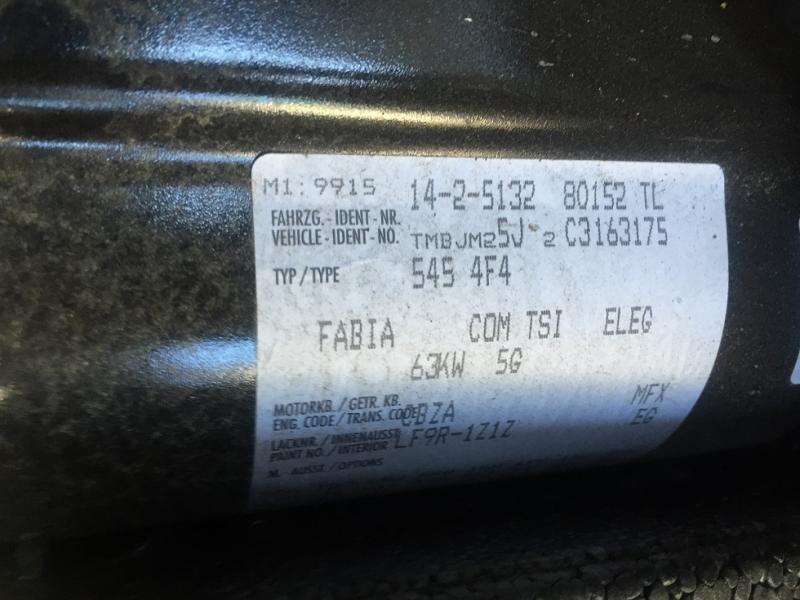 M1:9915 14-2-5132 80152 TL
FAHRZG.-IDENT-NR.
VEHICLE-IDENT-NO. TMBJM25J 2 C3163175
TYP/TYPE 545 4F4
FABIA COM TSI ELEG
63KW 5G
MOTORKB./GETR. KB. MFX
ENG. CODE/TRANS. CODE CBZA EG
LACKNR./INNENAUSST.
PAINT NO./INTERIOR LF9R-1Z1Z
M.-AUSST./OPTIONS